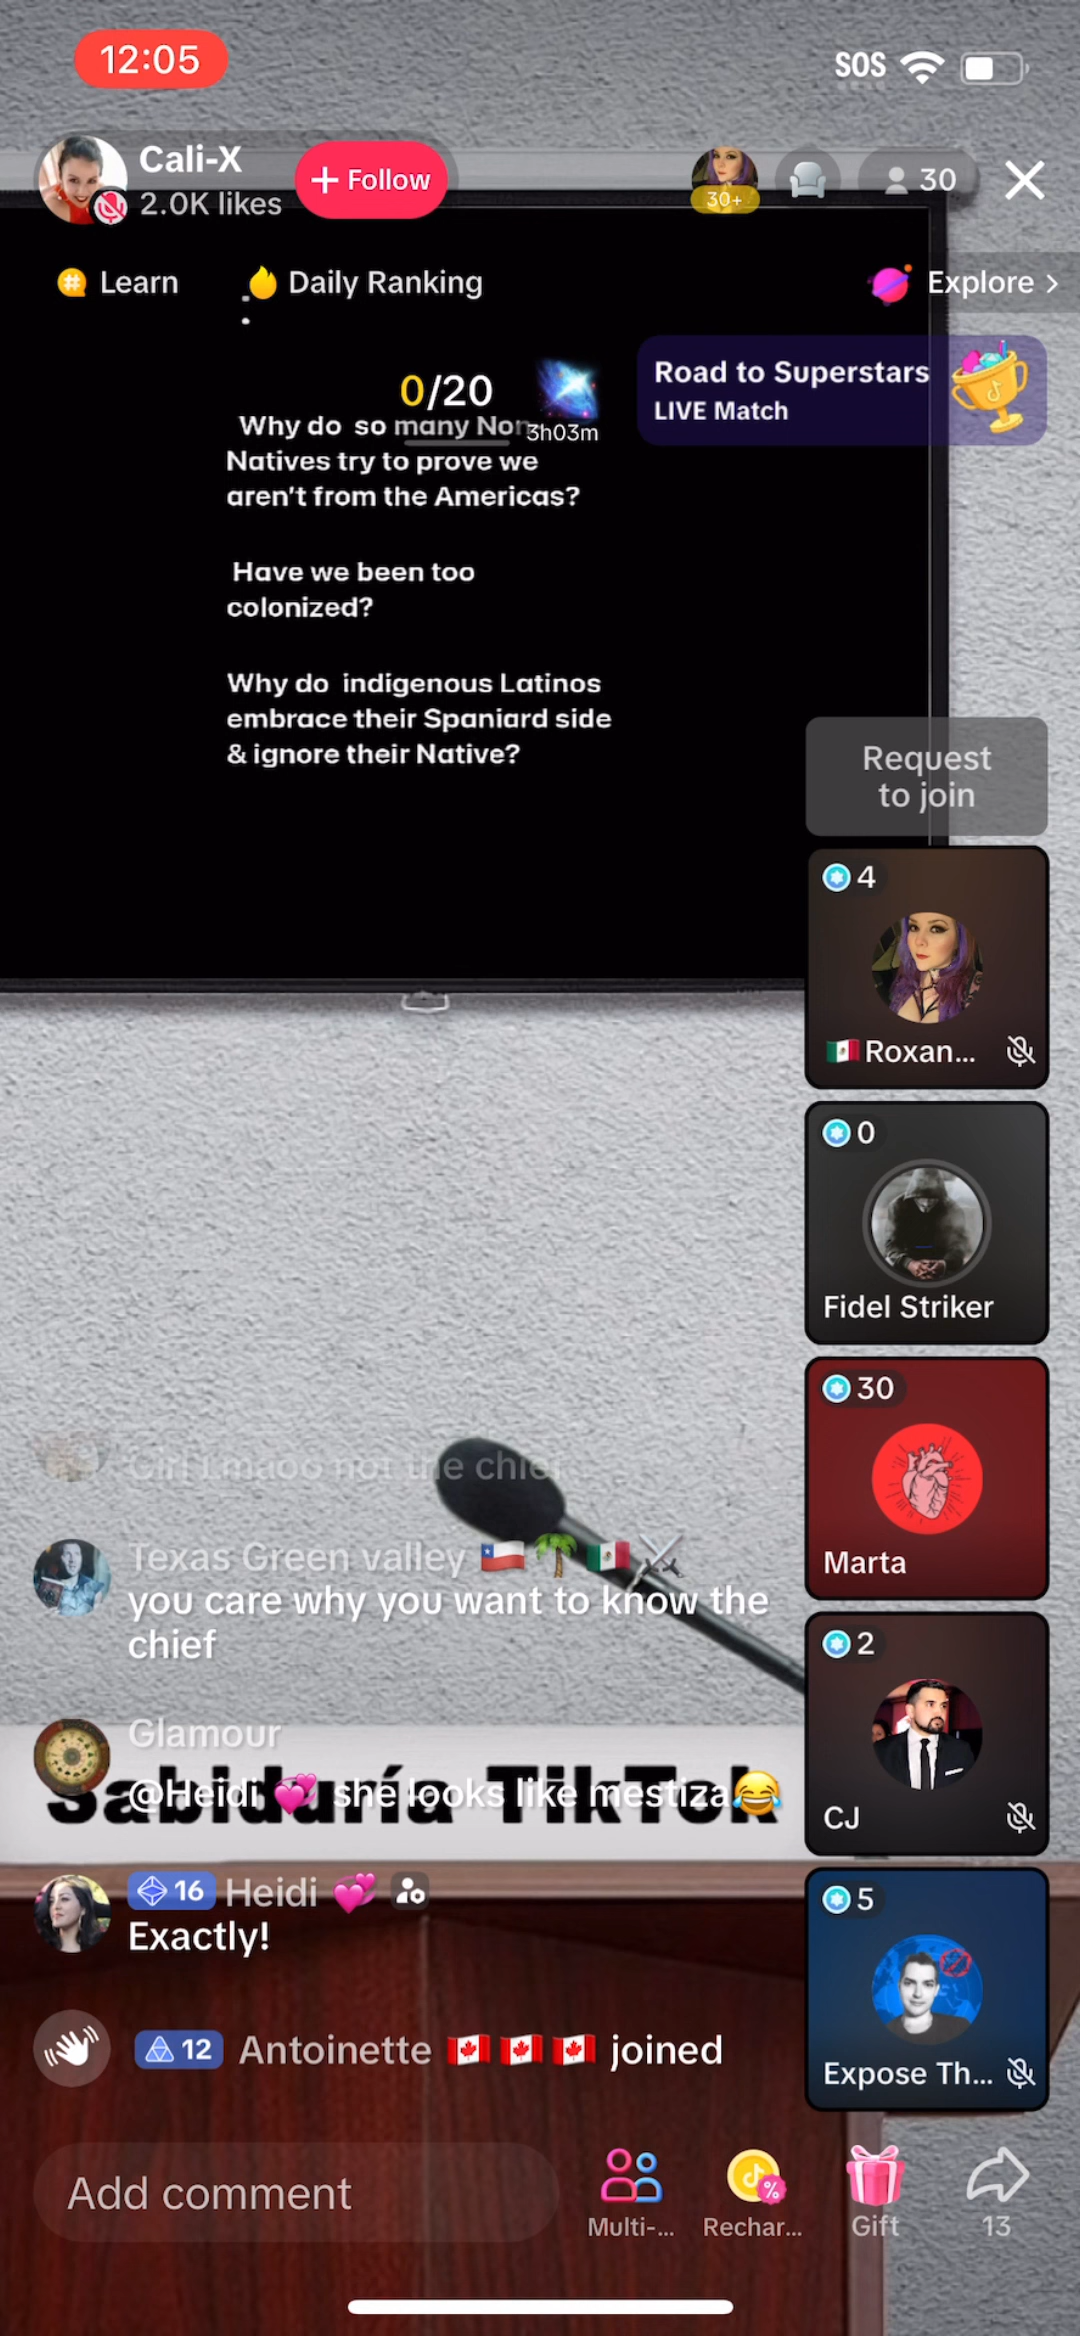 12:05
SOS
Cali-X
2.0K likes
+ Follow
30+
30
Learn
Daily Ranking
Explore >
0/20
3h03m
Road to Superstars
LIVE Match
Why do so many Non
Natives try to prove we
aren't from the Americas?
Have we been too
colonized?
Why do indigenous Latinos
embrace their Spaniard side
& ignore their Native?
Request
to join
4
Roxan...
0
Fidel Striker
30
Marta
2
CJ
5
Expose Th...
not the chief
Texas Green valley
you care why you want to know the
chief
Glamour
@Heidi 💞 she looks like mestiza😂
Sabiduría TikTok
16 Heidi 💞
Exactly!
12 Antoinette 🇨🇦 🇨🇦 🇨🇦 joined
Add comment
Multi-...
Rechar...
Gift
13